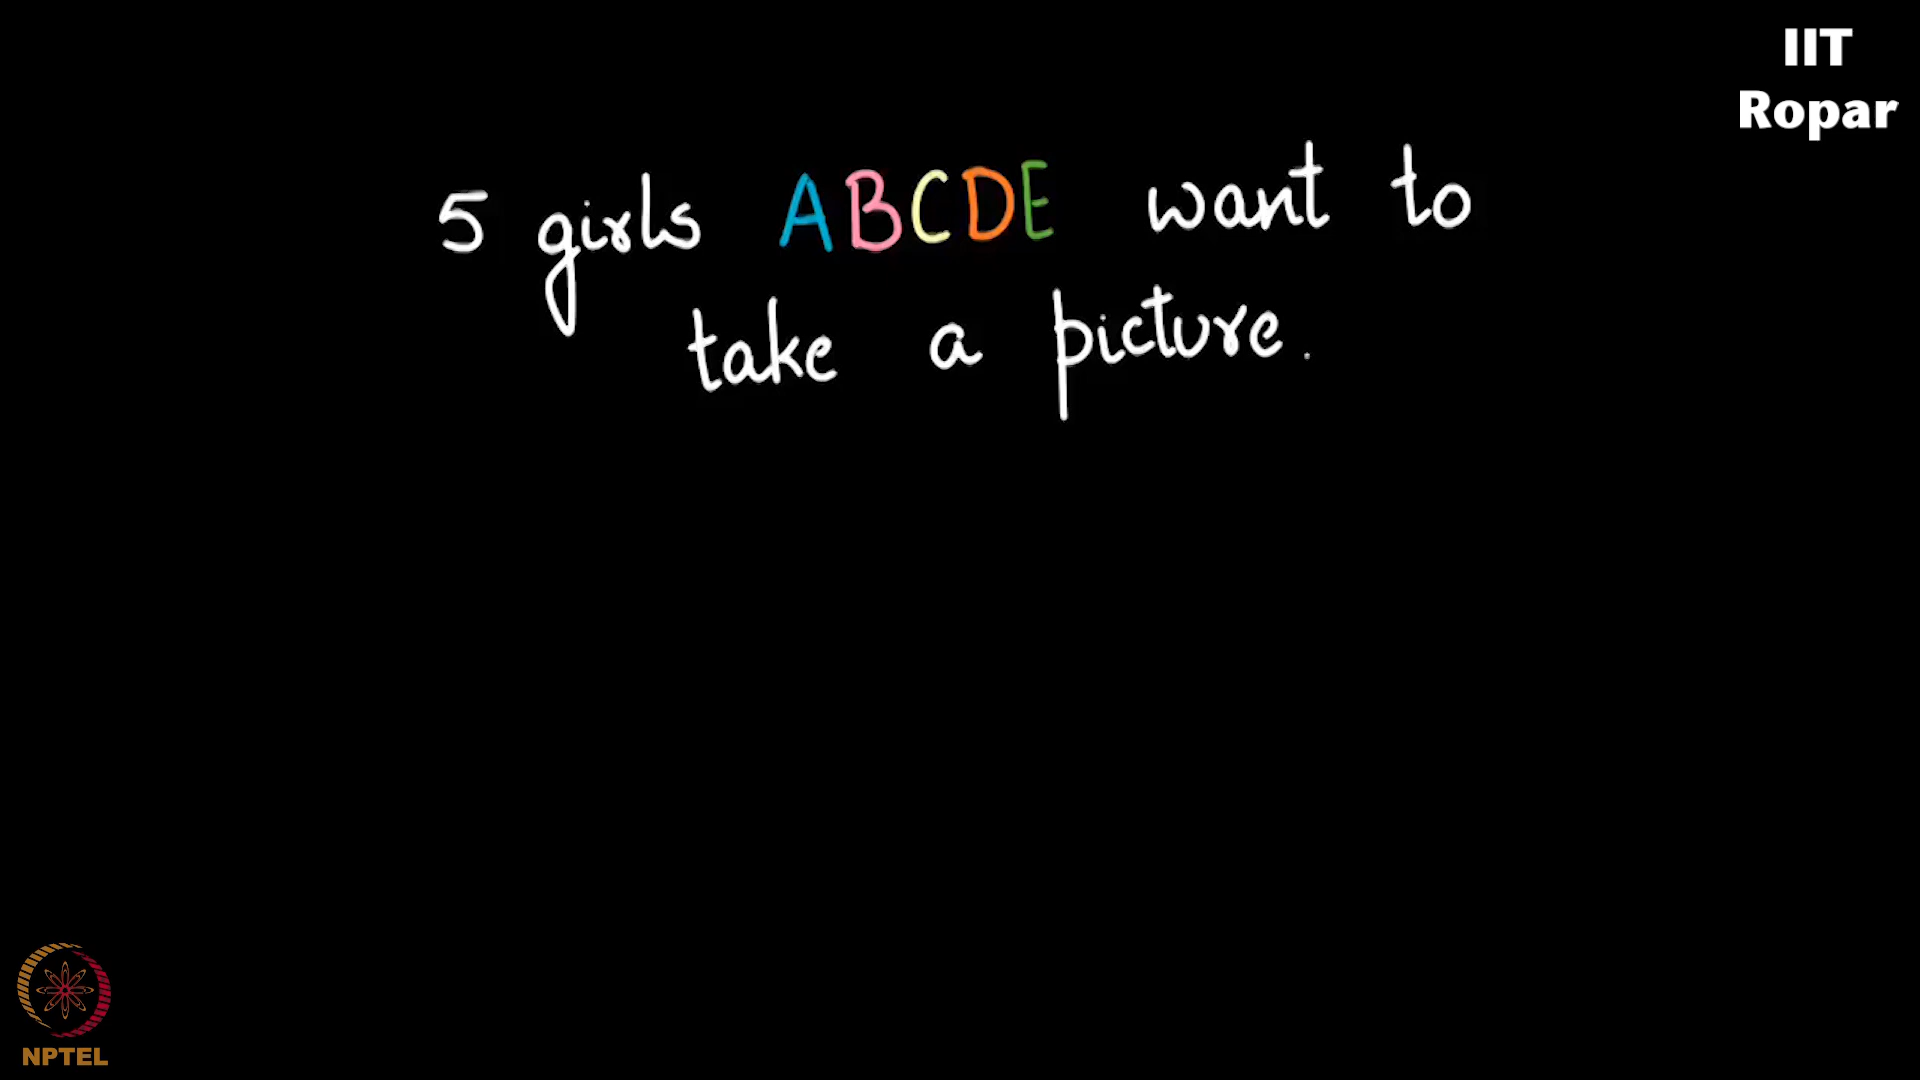 IIT
Ropar
5 girls ABCDE want to
take a picture.
NPTEL